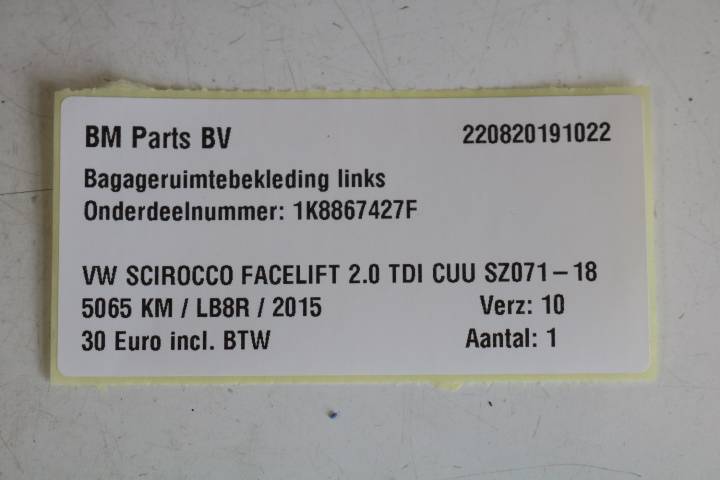 BM Parts BV 220820191022
Bagageruimtebekleding links
Onderdeelnummer: 1K8867427F
VW SCIROCCO FACELIFT 2.0 TDI CUU SZ071-18
5065 KM / LB8R / 2015 Verz: 10
30 Euro incl. BTW Aantal: 1